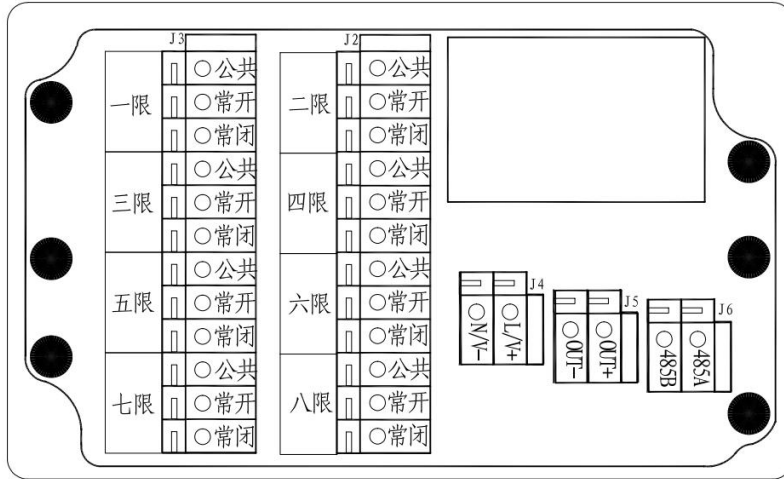 J3
一限
公共
常开
常闭
三限
公共
常开
常闭
五限
公共
常开
常闭
七限
公共
常开
常闭
J2
二限
公共
常开
常闭
四限
公共
常开
常闭
六限
公共
常开
常闭
八限
公共
常开
常闭
J4
N/V-
L/V+
J5
OUT-
OUT+
J6
485B
485A